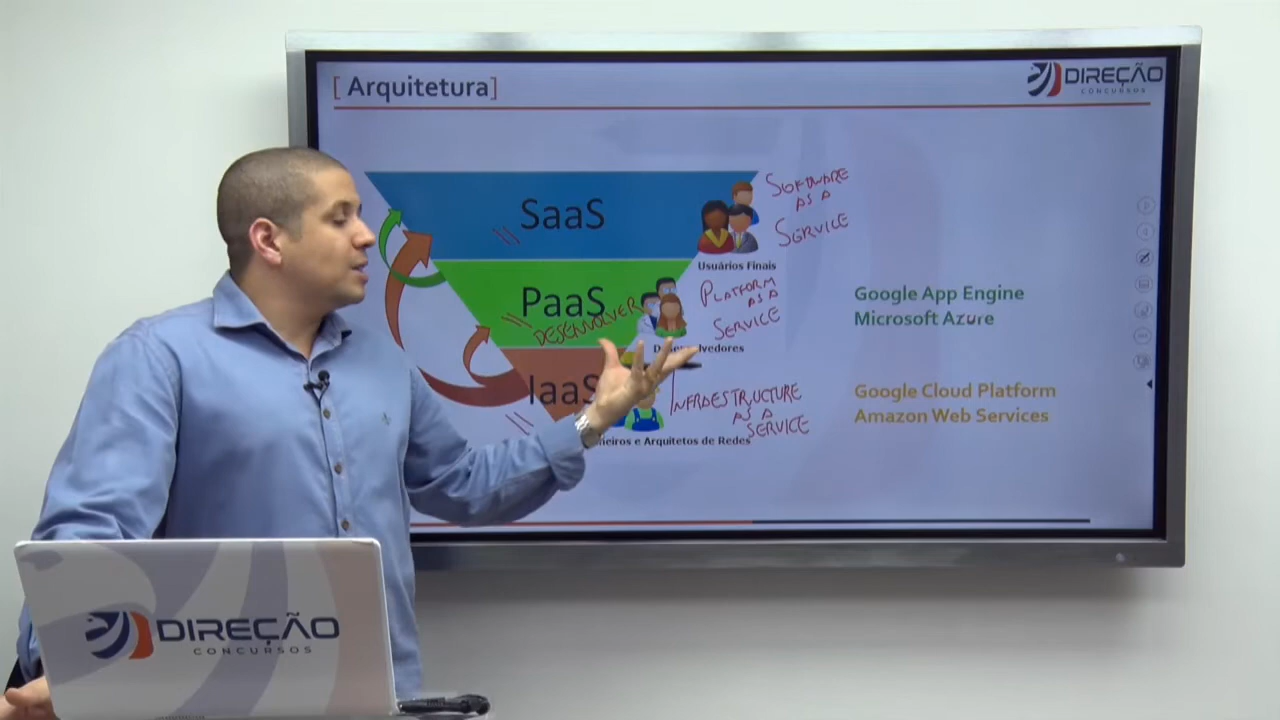 [ Arquitetura]
DIREÇÃO
CONCURSOS
SaaS
SOFTWARE
AS A
SERVICE
Usuários Finais
PaaS
DESENVOLVER
PLATFORM
AS A
SERVICE
Google App Engine
Microsoft Azure
IaaS
INFRAESTRUCTURE
AS A
SERVICE
Google Cloud Platform
Amazon Web Services
e Arquitetos de Redes
DIREÇÃO
CONCURSOS